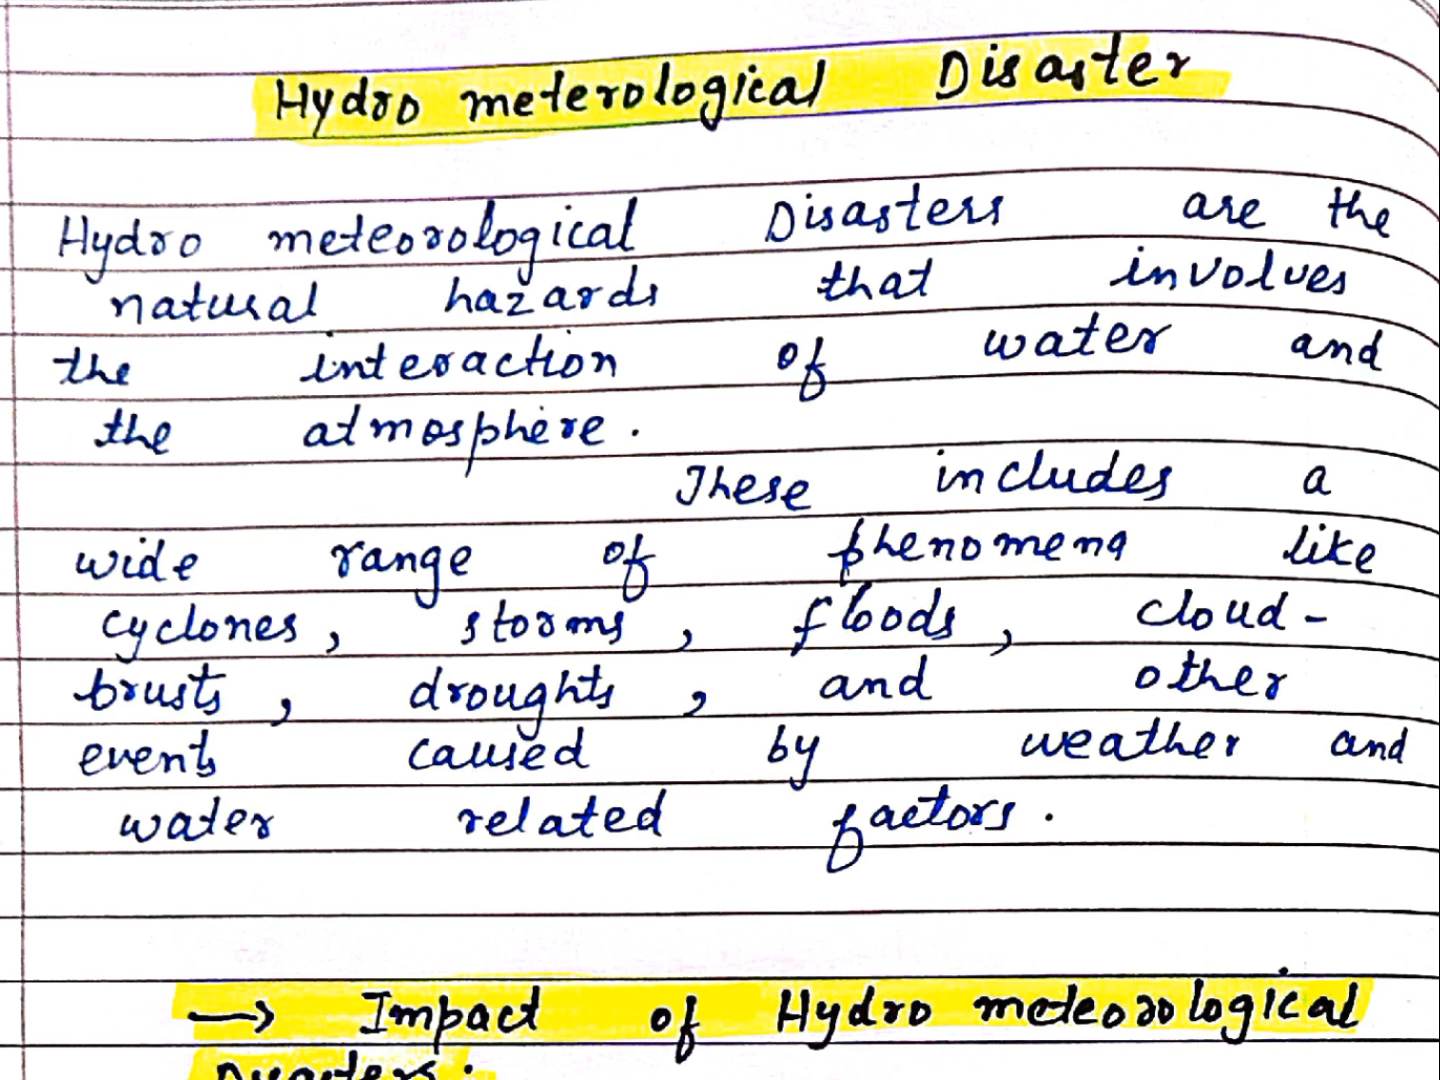 Hydro meterological Disaster
Hydro meteorological Disasters are the
natural hazards that involves
the interaction of water and
the atmosphere.
These includes a
wide range of phenomena like
cyclones, storms, floods, cloud-
brusts, droughts, and other
events caused by weather and
water related factors.
→ Impact of Hydro meteorological
Disasters.